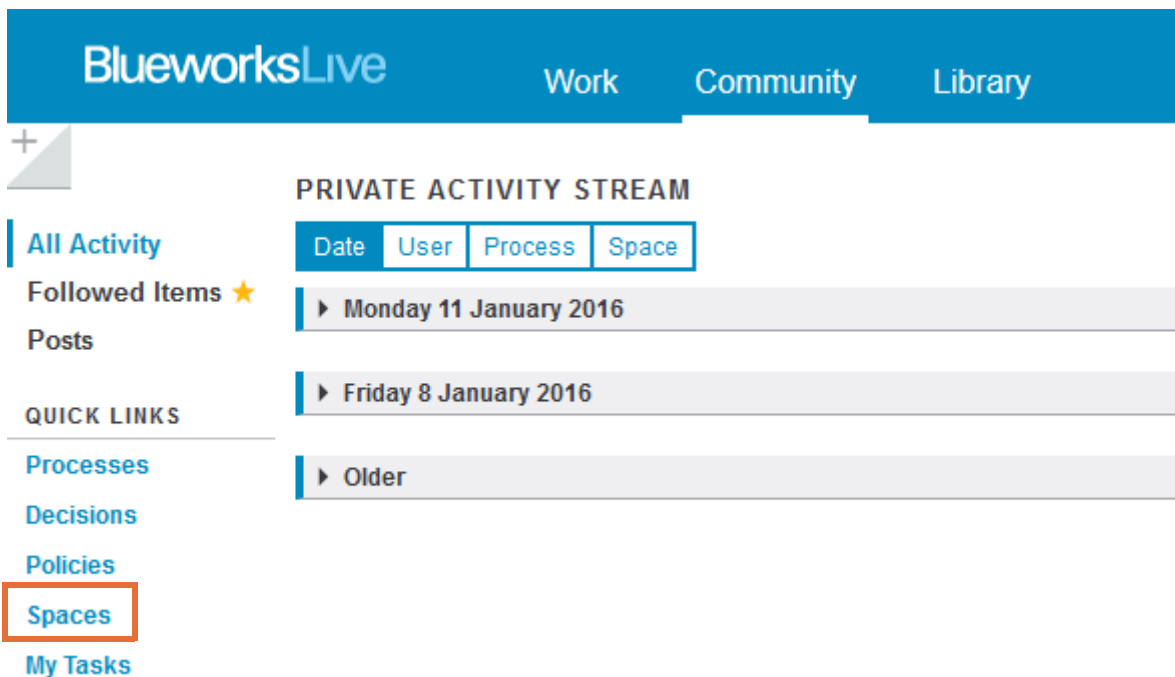 BlueworksLive
Work Community Library
+
PRIVATE ACTIVITY STREAM
All Activity
Followed Items
Posts
Date User Process Space
Monday 11 January 2016
Friday 8 January 2016
Older
QUICK LINKS
Processes
Decisions
Policies
Spaces
My Tasks